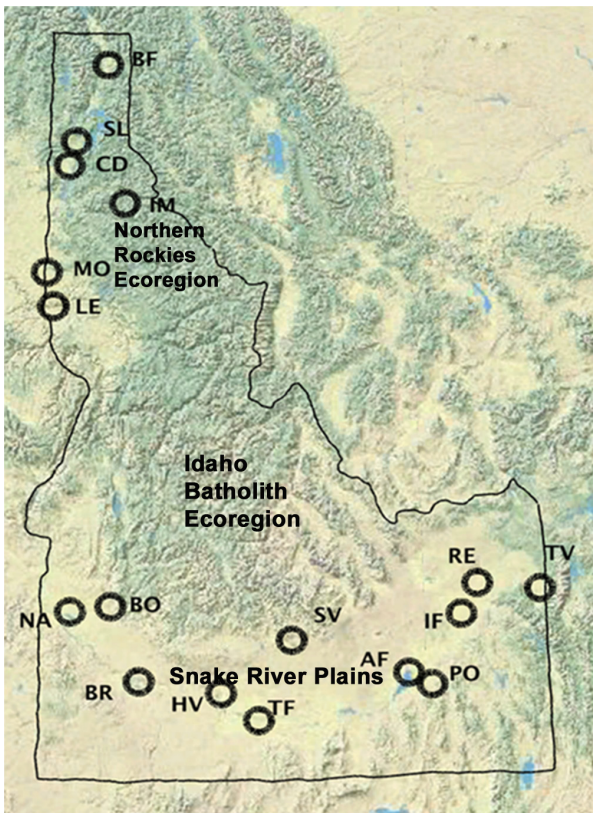 BF
SL
CD
IM
Northern
Rockies
Ecoregion
MO
LE
Idaho
Batholith
Ecoregion
RE
TV
NA
BO
SV
IF
AF
Snake River Plains
PO
BR
HV
TF